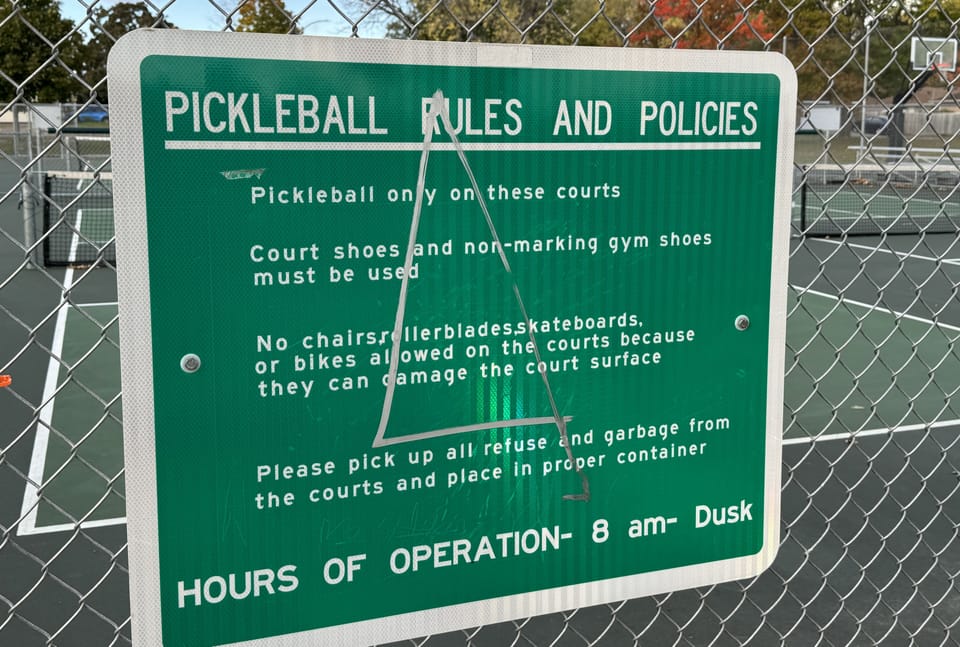 PICKLEBALL RULES AND POLICIES
Pickleball only on these courts
Court shoes and non-marking gym shoes
must be used
No chairs,rollerblades,skateboards,
or bikes allowed on the courts because
they can damage the court surface
Please pick up all refuse and garbage from
the courts and place in proper container
HOURS OF OPERATION- 8 am- Dusk